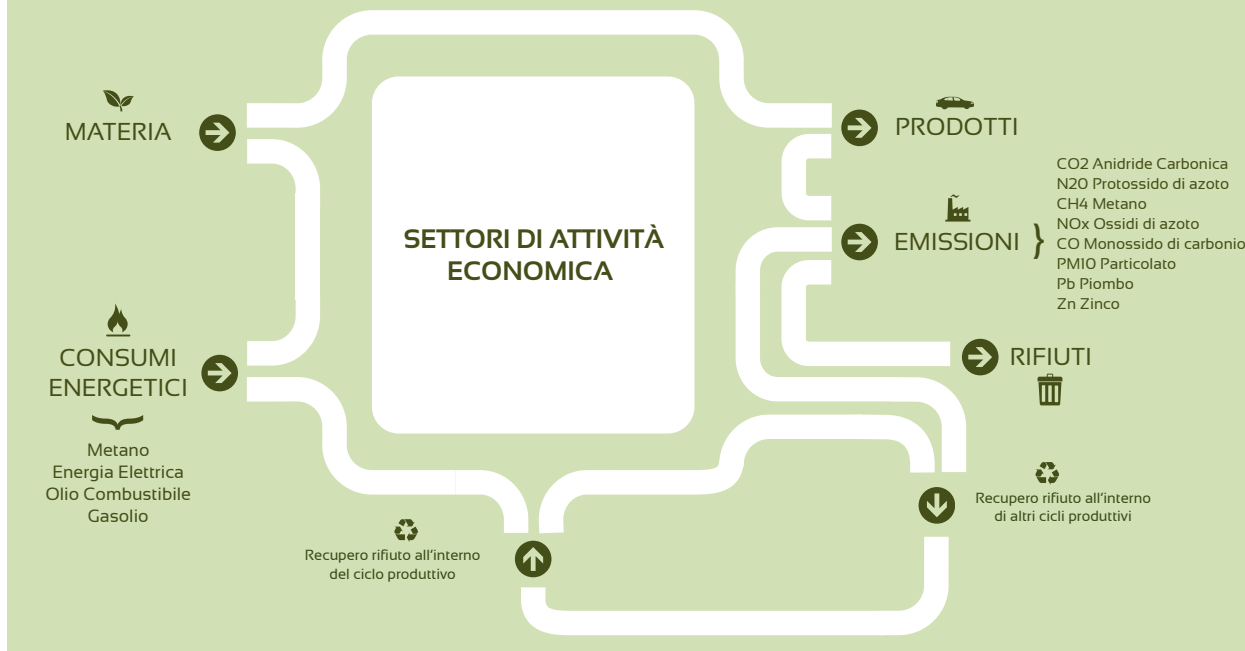 MATERIA
CONSUMI
ENERGETICI
Metano
Energia Elettrica
Olio Combustibile
Gasolio
SETTORI DI ATTIVITÀ
ECONOMICA
PRODOTTI
EMISSIONI }
CO2 Anidride Carbonica
N20 Protossido di azoto
CH4 Metano
NOx Ossidi di azoto
CO Monossido di carbonio
PM10 Particolato
Pb Piombo
Zn Zinco
RIFIUTI
Recupero rifiuto all'interno
di altri cicli produttivi
Recupero rifiuto all'interno
del ciclo produttivo